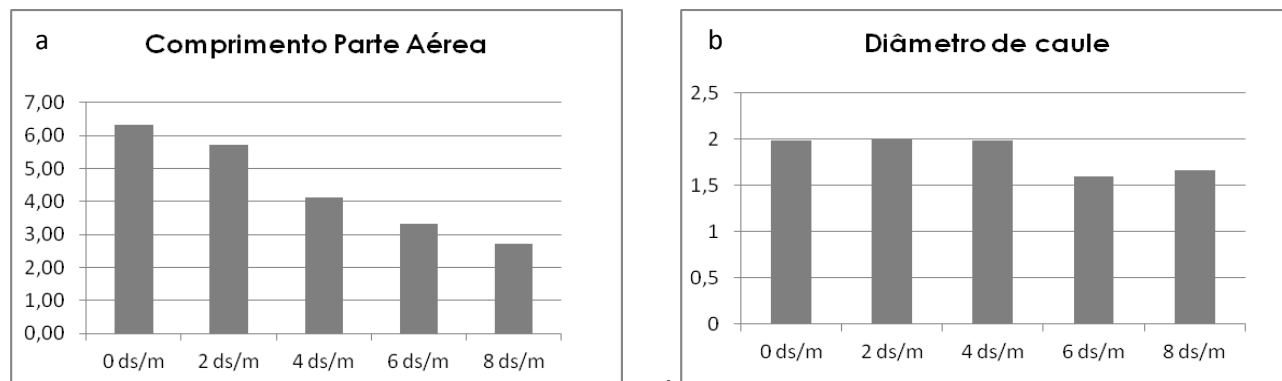 a
Comprimento Parte Aérea
7,00
6,00
5,00
4,00
3,00
2,00
1,00
0,00
0 ds/m 2 ds/m 4 ds/m 6 ds/m 8 ds/m
b
Diâmetro de caule
2,5
2
1,5
1
0,5
0
0 ds/m 2 ds/m 4 ds/m 6 ds/m 8 ds/m